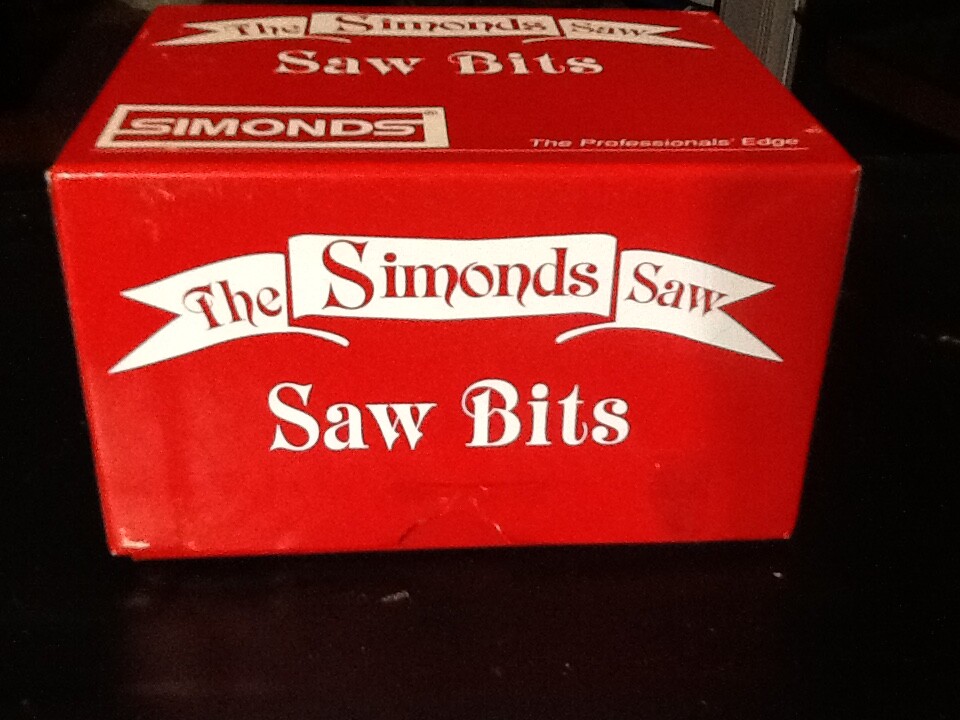 The Simonds Saw
Saw Bits
SIMONDS®
The Professionals' Edge
The Simonds Saw
Saw Bits